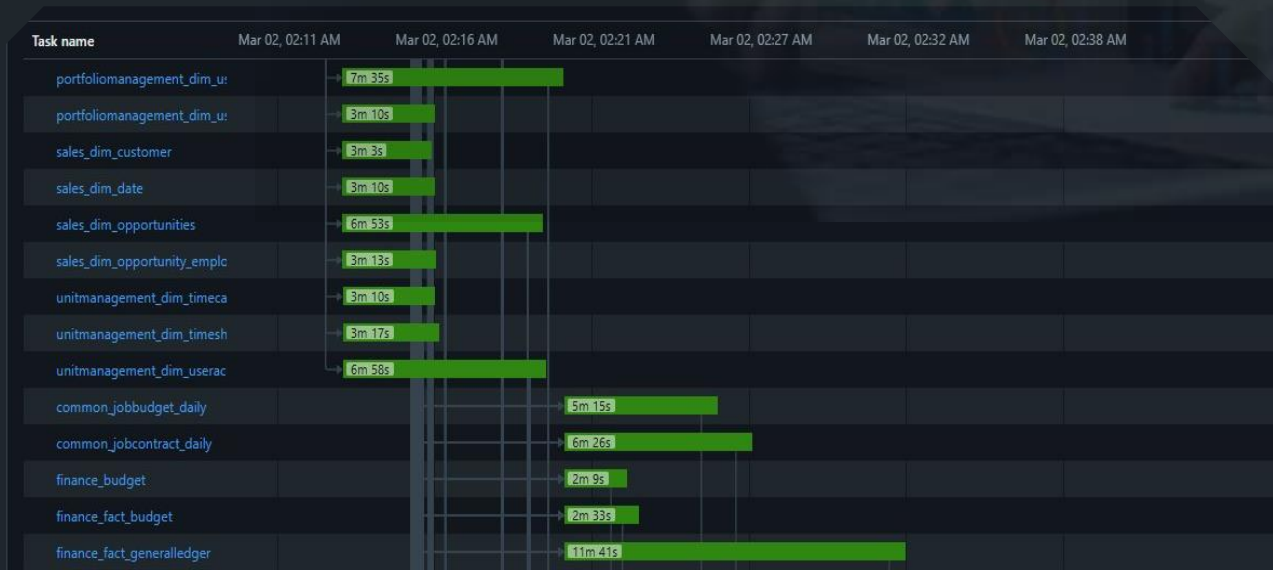 Task name Mar 02, 02:11 AM Mar 02, 02:16 AM Mar 02, 02:21 AM Mar 02, 02:27 AM Mar 02, 02:32 AM Mar 02, 02:38 AM
portfoliomanagement_dim_us 7m 35s
portfoliomanagement_dim_us 3m 10s
sales_dim_customer 3m 3s
sales_dim_date 3m 10s
sales_dim_opportunities 6m 53s
sales_dim_opportunity_emplc 3m 13s
unitmanagement_dim_timeca 3m 10s
unitmanagement_dim_timesh 3m 17s
unitmanagement_dim_userac 6m 58s
common_jobbudget_daily 5m 15s
common_jobcontract_daily 6m 26s
finance_budget 2m 9s
finance_fact_budget 2m 33s
finance_fact_generalledger 11m 41s